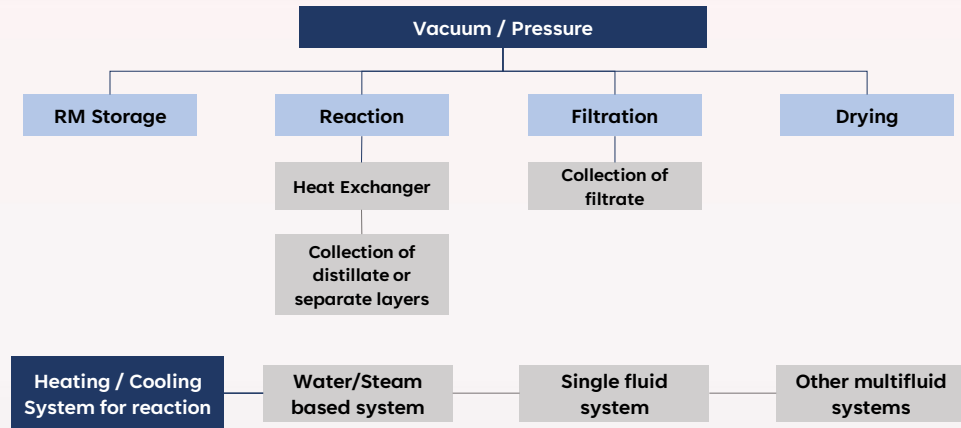 Vacuum / Pressure
RM Storage
Reaction
Filtration
Drying
Heat Exchanger
Collection of
filtrate
Collection of
distillate or
separate layers
Heating / Cooling
System for reaction
Water/Steam
based system
Single fluid
system
Other multifluid
systems